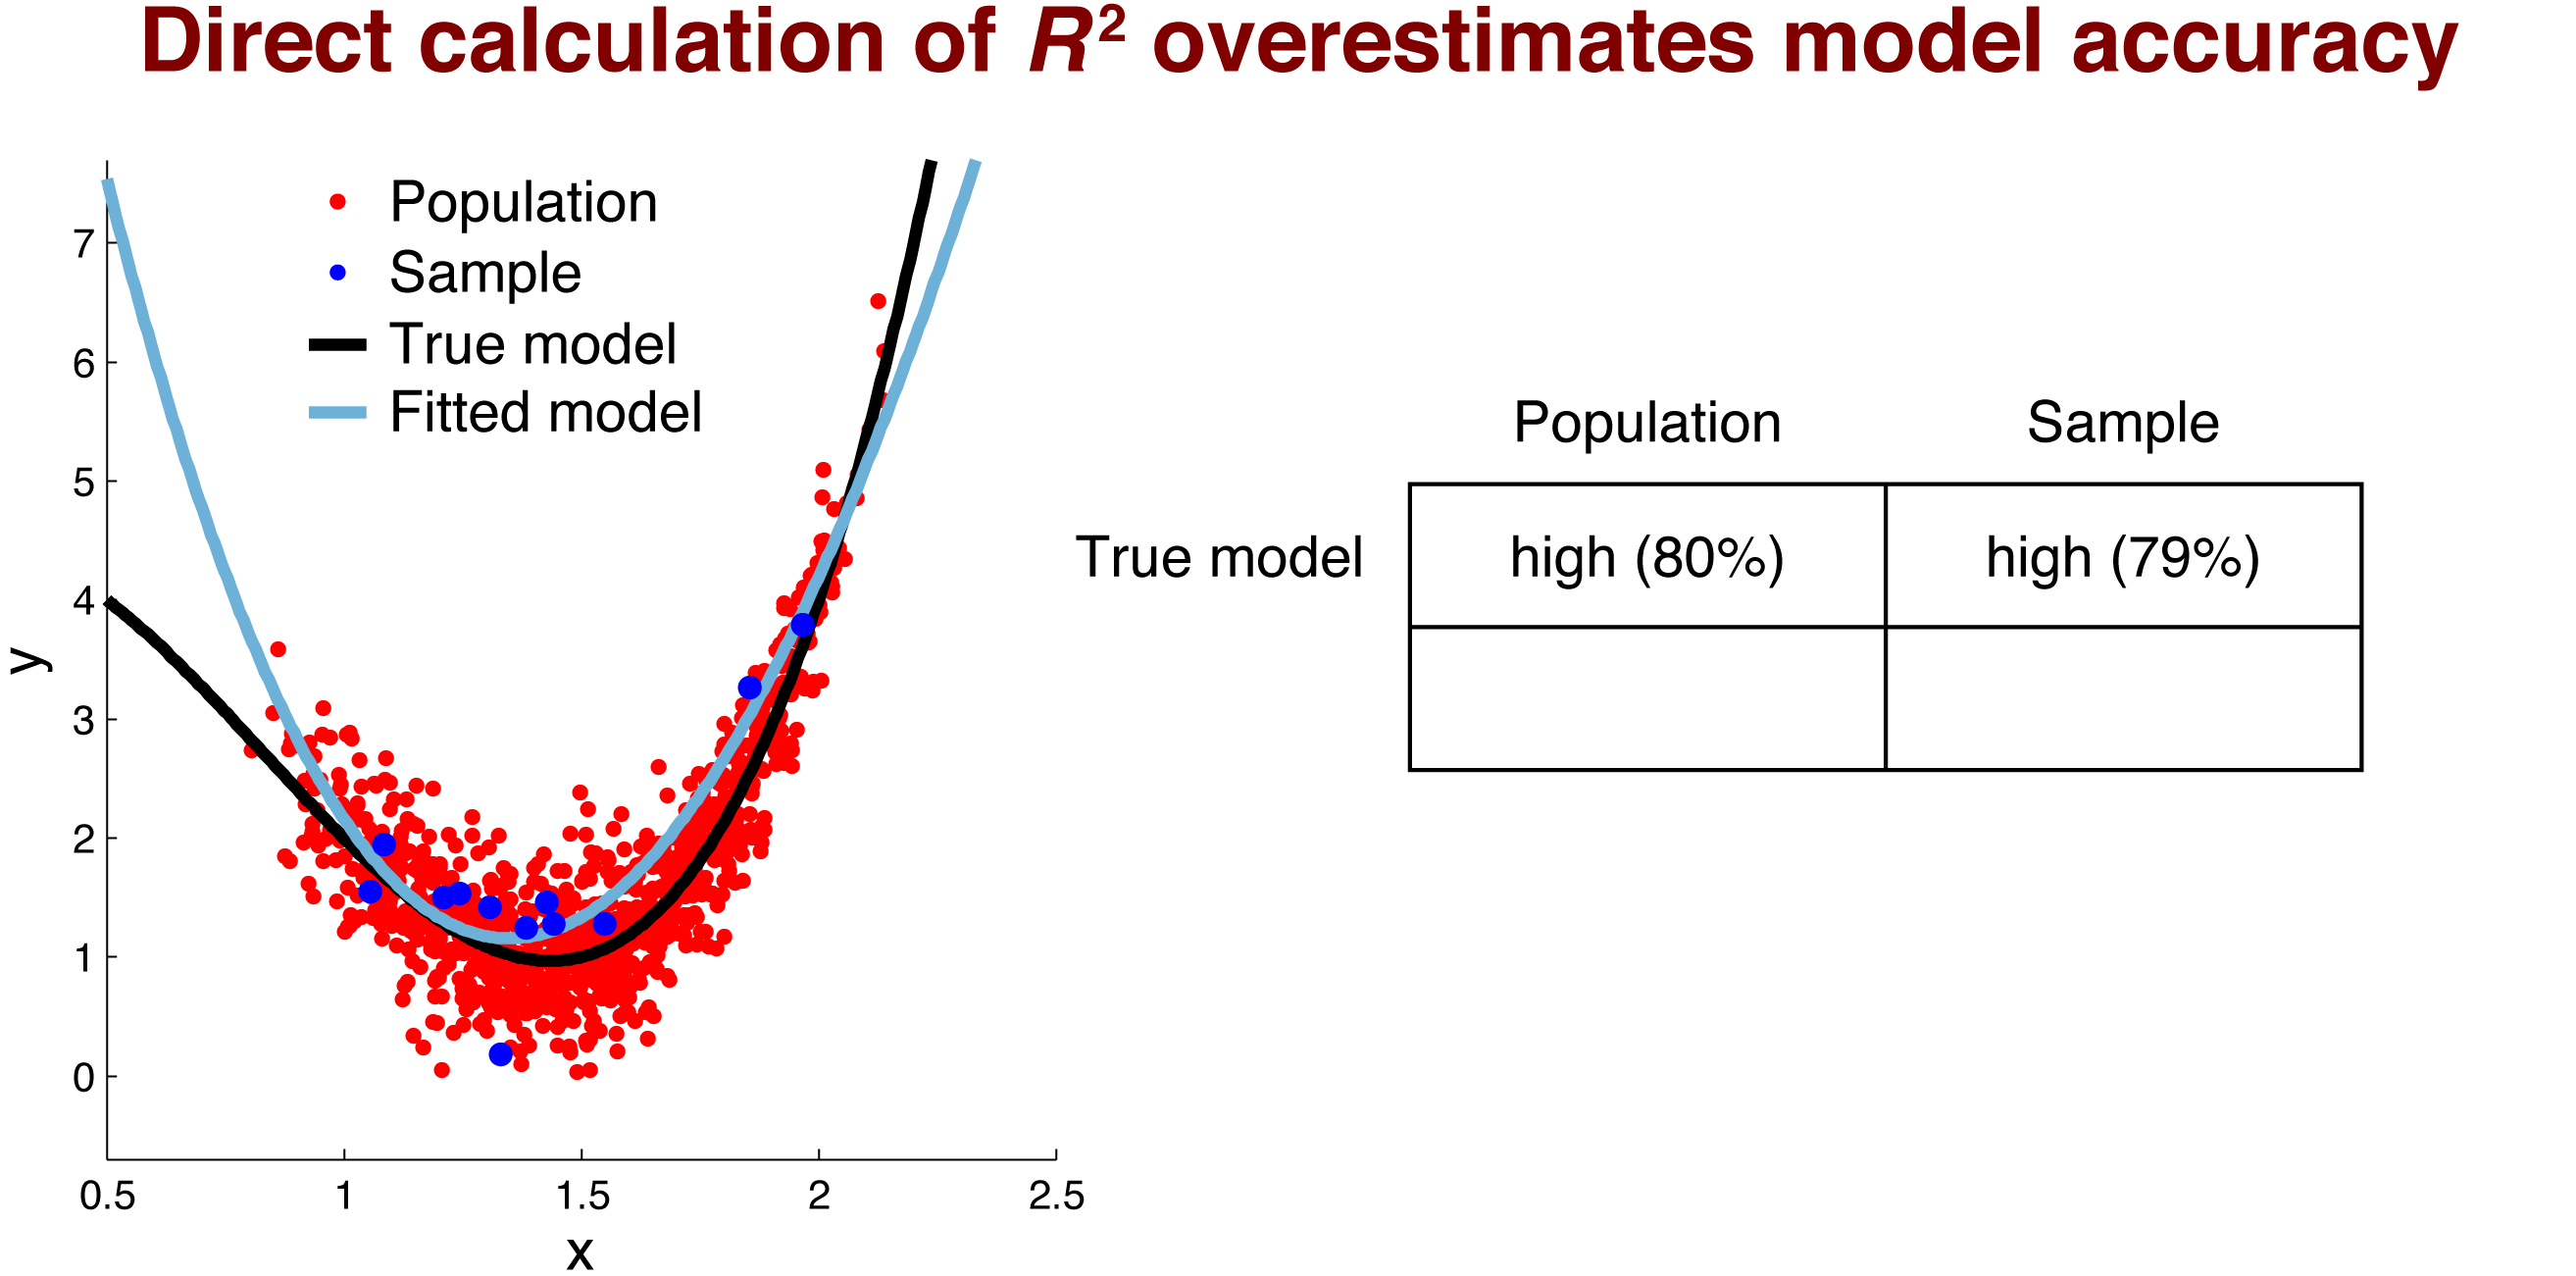 Direct calculation of R² overestimates model accuracy
Population
Sample
True model
Fitted model
7
6
5
4
3
2
1
0
y
0.5 1 1.5 2 2.5
x
Population Sample
True model high (80%) high (79%)